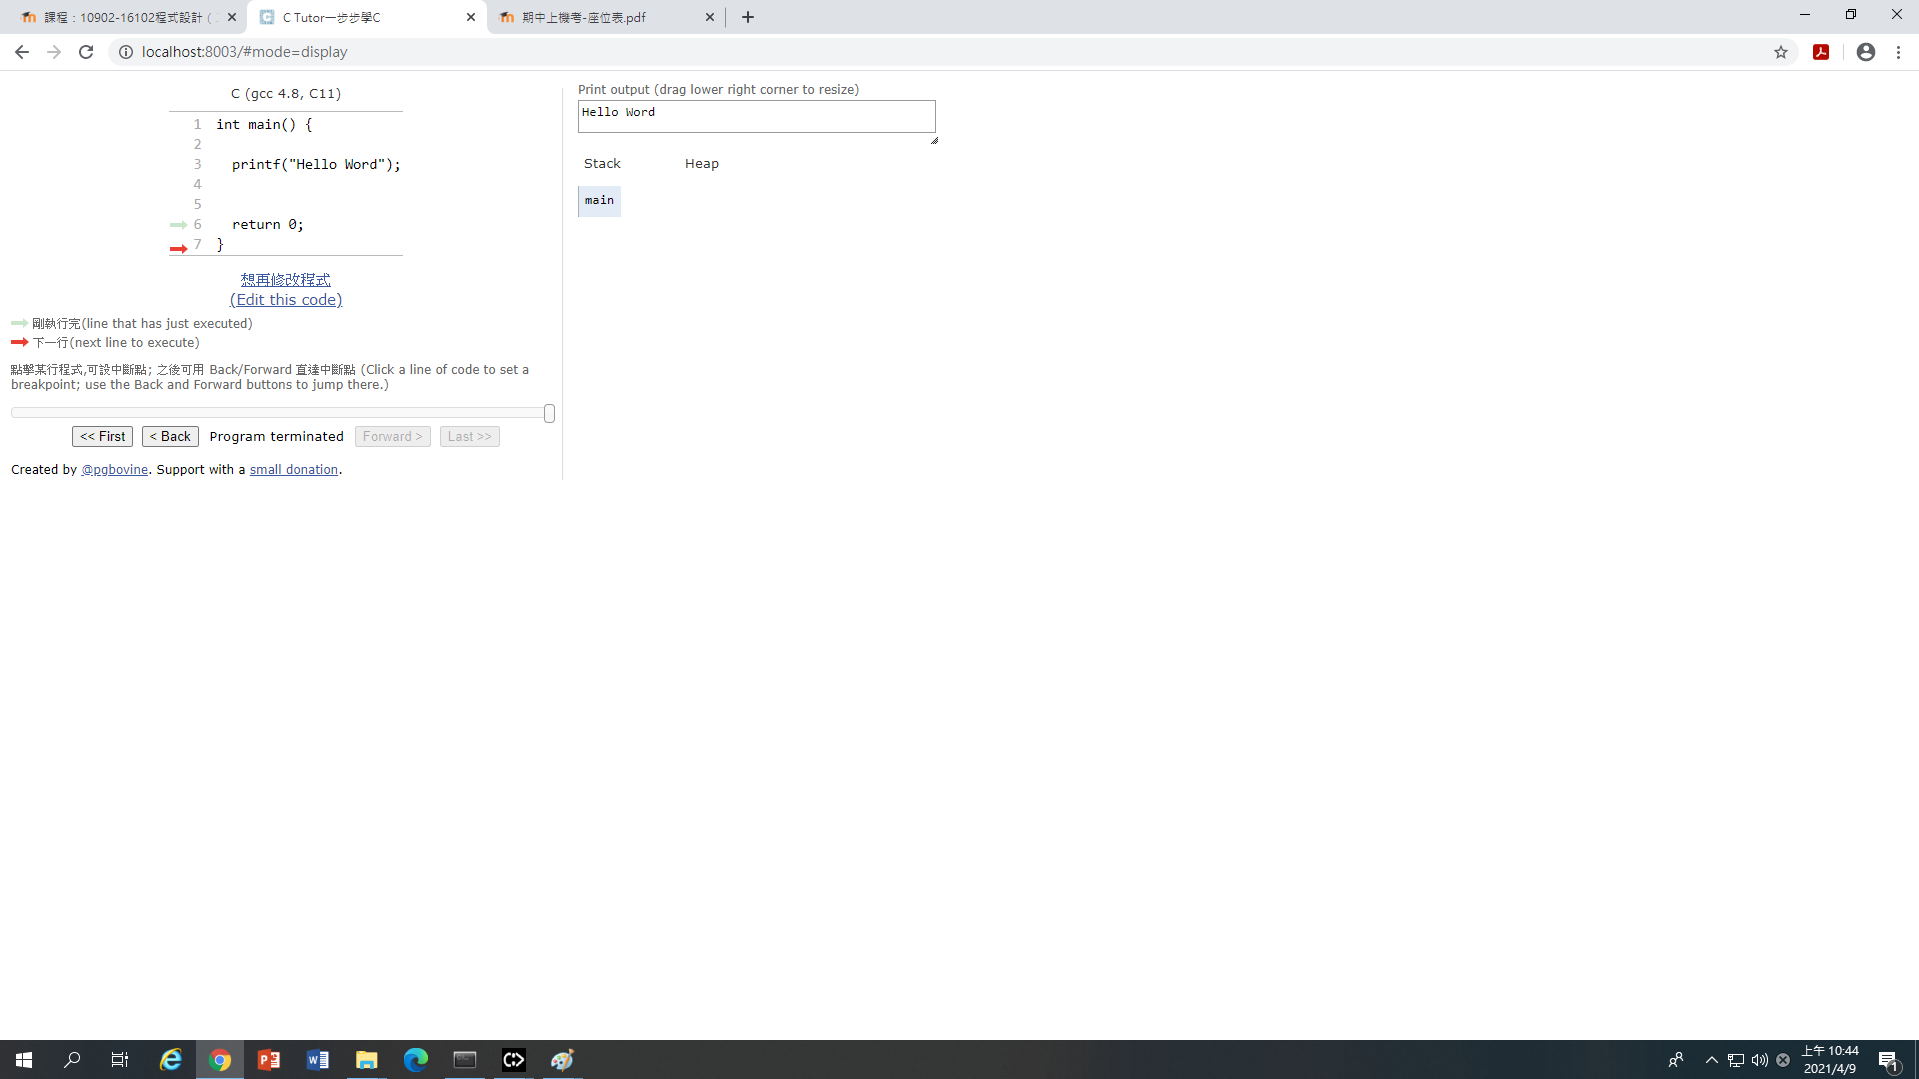 課程：10902-16102程式設計（
C Tutor一步步學C
期中上機考-座位表.pdf
localhost:8003/#mode=display
C (gcc 4.8, C11)
1 int main() {
2
3 printf("Hello Word");
4
5
6 return 0;
7 }
想再修改程式
(Edit this code)
剛執行完(line that has just executed)
下一行(next line to execute)
點擊某行程式,可設中斷點; 之後可用 Back/Forward 直達中斷點 (Click a line of code to set a
breakpoint; use the Back and Forward buttons to jump there.)
<< First < Back Program terminated Forward > Last >>
Created by @pgbovine. Support with a small donation.
Print output (drag lower right corner to resize)
Hello Word
Stack Heap
main
上午 10:44
2021/4/9
1